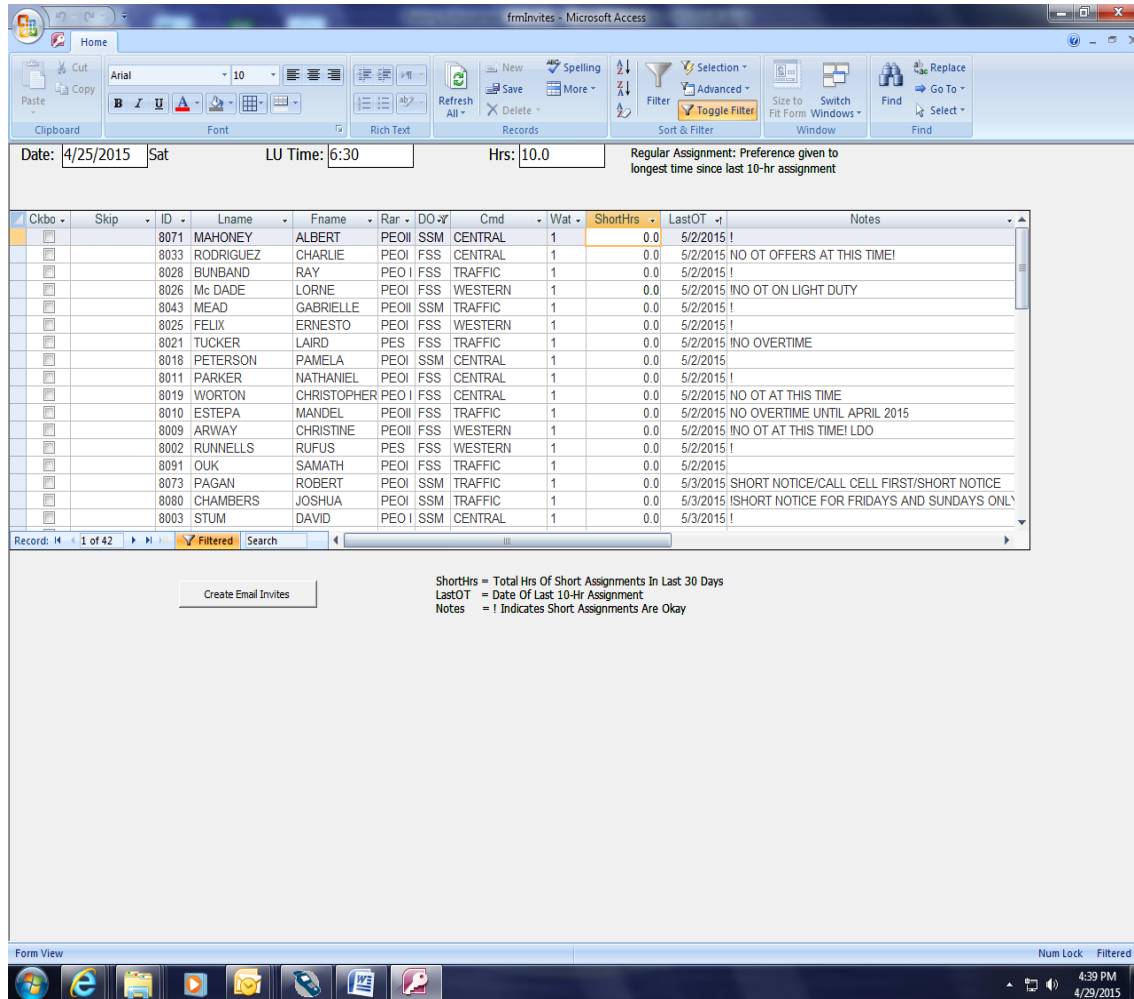 frmInvites - Microsoft Access
Home
Cut
Copy
Paste
Clipboard
Arial 10
B I U A
Font
Rich Text
Refresh All
New
Save
Delete
Spelling
More
Records
Filter
Selection
Advanced
Toggle Filter
Sort & Filter
Size to Fit Form
Switch Windows
Window
Find
Replace
Go To
Select
Find
Date: 4/25/2015 Sat LU Time: 6:30 Hrs: 10.0 Regular Assignment: Preference given to
longest time since last 10-hr assignment
Ckbo Skip ID Lname Fname Rar DO Cmd Wat ShortHrs LastOT Notes
8071 MAHONEY ALBERT PEOII SSM CENTRAL 1 0.0 5/2/2015 !
8033 RODRIGUEZ CHARLIE PEOI FSS CENTRAL 1 0.0 5/2/2015 NO OT OFFERS AT THIS TIME!
8028 BUNBAND RAY PEO I FSS TRAFFIC 1 0.0 5/2/2015 !
8026 Mc DADE LORNE PEOI FSS WESTERN 1 0.0 5/2/2015 !NO OT ON LIGHT DUTY
8043 MEAD GABRIELLE PEOII SSM TRAFFIC 1 0.0 5/2/2015 !
8025 FELIX ERNESTO PEOI FSS WESTERN 1 0.0 5/2/2015 !
8021 TUCKER LAIRD PES FSS TRAFFIC 1 0.0 5/2/2015 !NO OVERTIME
8018 PETERSON PAMELA PEOI SSM CENTRAL 1 0.0 5/2/2015
8011 PARKER NATHANIEL PEOI FSS CENTRAL 1 0.0 5/2/2015 !
8019 WORTON CHRISTOPHER PEO I FSS CENTRAL 1 0.0 5/2/2015 NO OT AT THIS TIME
8010 ESTEPA MANDEL PEOII FSS TRAFFIC 1 0.0 5/2/2015 NO OVERTIME UNTIL APRIL 2015
8009 ARWAY CHRISTINE PEOII FSS WESTERN 1 0.0 5/2/2015 !NO OT AT THIS TIME! LDO
8002 RUNNELLS RUFUS PES FSS WESTERN 1 0.0 5/2/2015 !
8091 OUK SAMATH PEOI FSS TRAFFIC 1 0.0 5/2/2015
8073 PAGAN ROBERT PEOI SSM TRAFFIC 1 0.0 5/3/2015 SHORT NOTICE/CALL CELL FIRST/SHORT NOTICE
8080 CHAMBERS JOSHUA PEOI SSM TRAFFIC 1 0.0 5/3/2015 !SHORT NOTICE FOR FRIDAYS AND SUNDAYS ONLY
8003 STUM DAVID PEO I SSM CENTRAL 1 0.0 5/3/2015 !
Record: 1 of 42 Filtered Search
Create Email Invites
ShortHrs = Total Hrs Of Short Assignments In Last 30 Days
LastOT = Date Of Last 10-Hr Assignment
Notes = ! Indicates Short Assignments Are Okay
Form View Num Lock Filtered
4:39 PM
4/29/2015